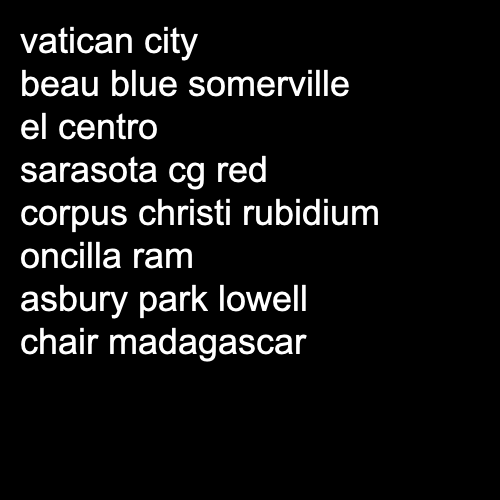 vatican city
beau blue somerville
el centro
sarasota cg red
corpus christi rubidium
oncilla ram
asbury park lowell
chair madagascar